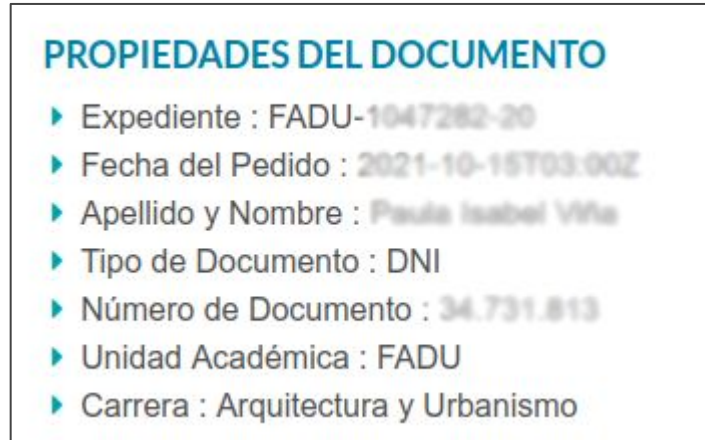 PROPIEDADES DEL DOCUMENTO
Expediente : FADU-
Fecha del Pedido :
Apellido y Nombre :
Tipo de Documento : DNI
Número de Documento :
Unidad Académica : FADU
Carrera : Arquitectura y Urbanismo